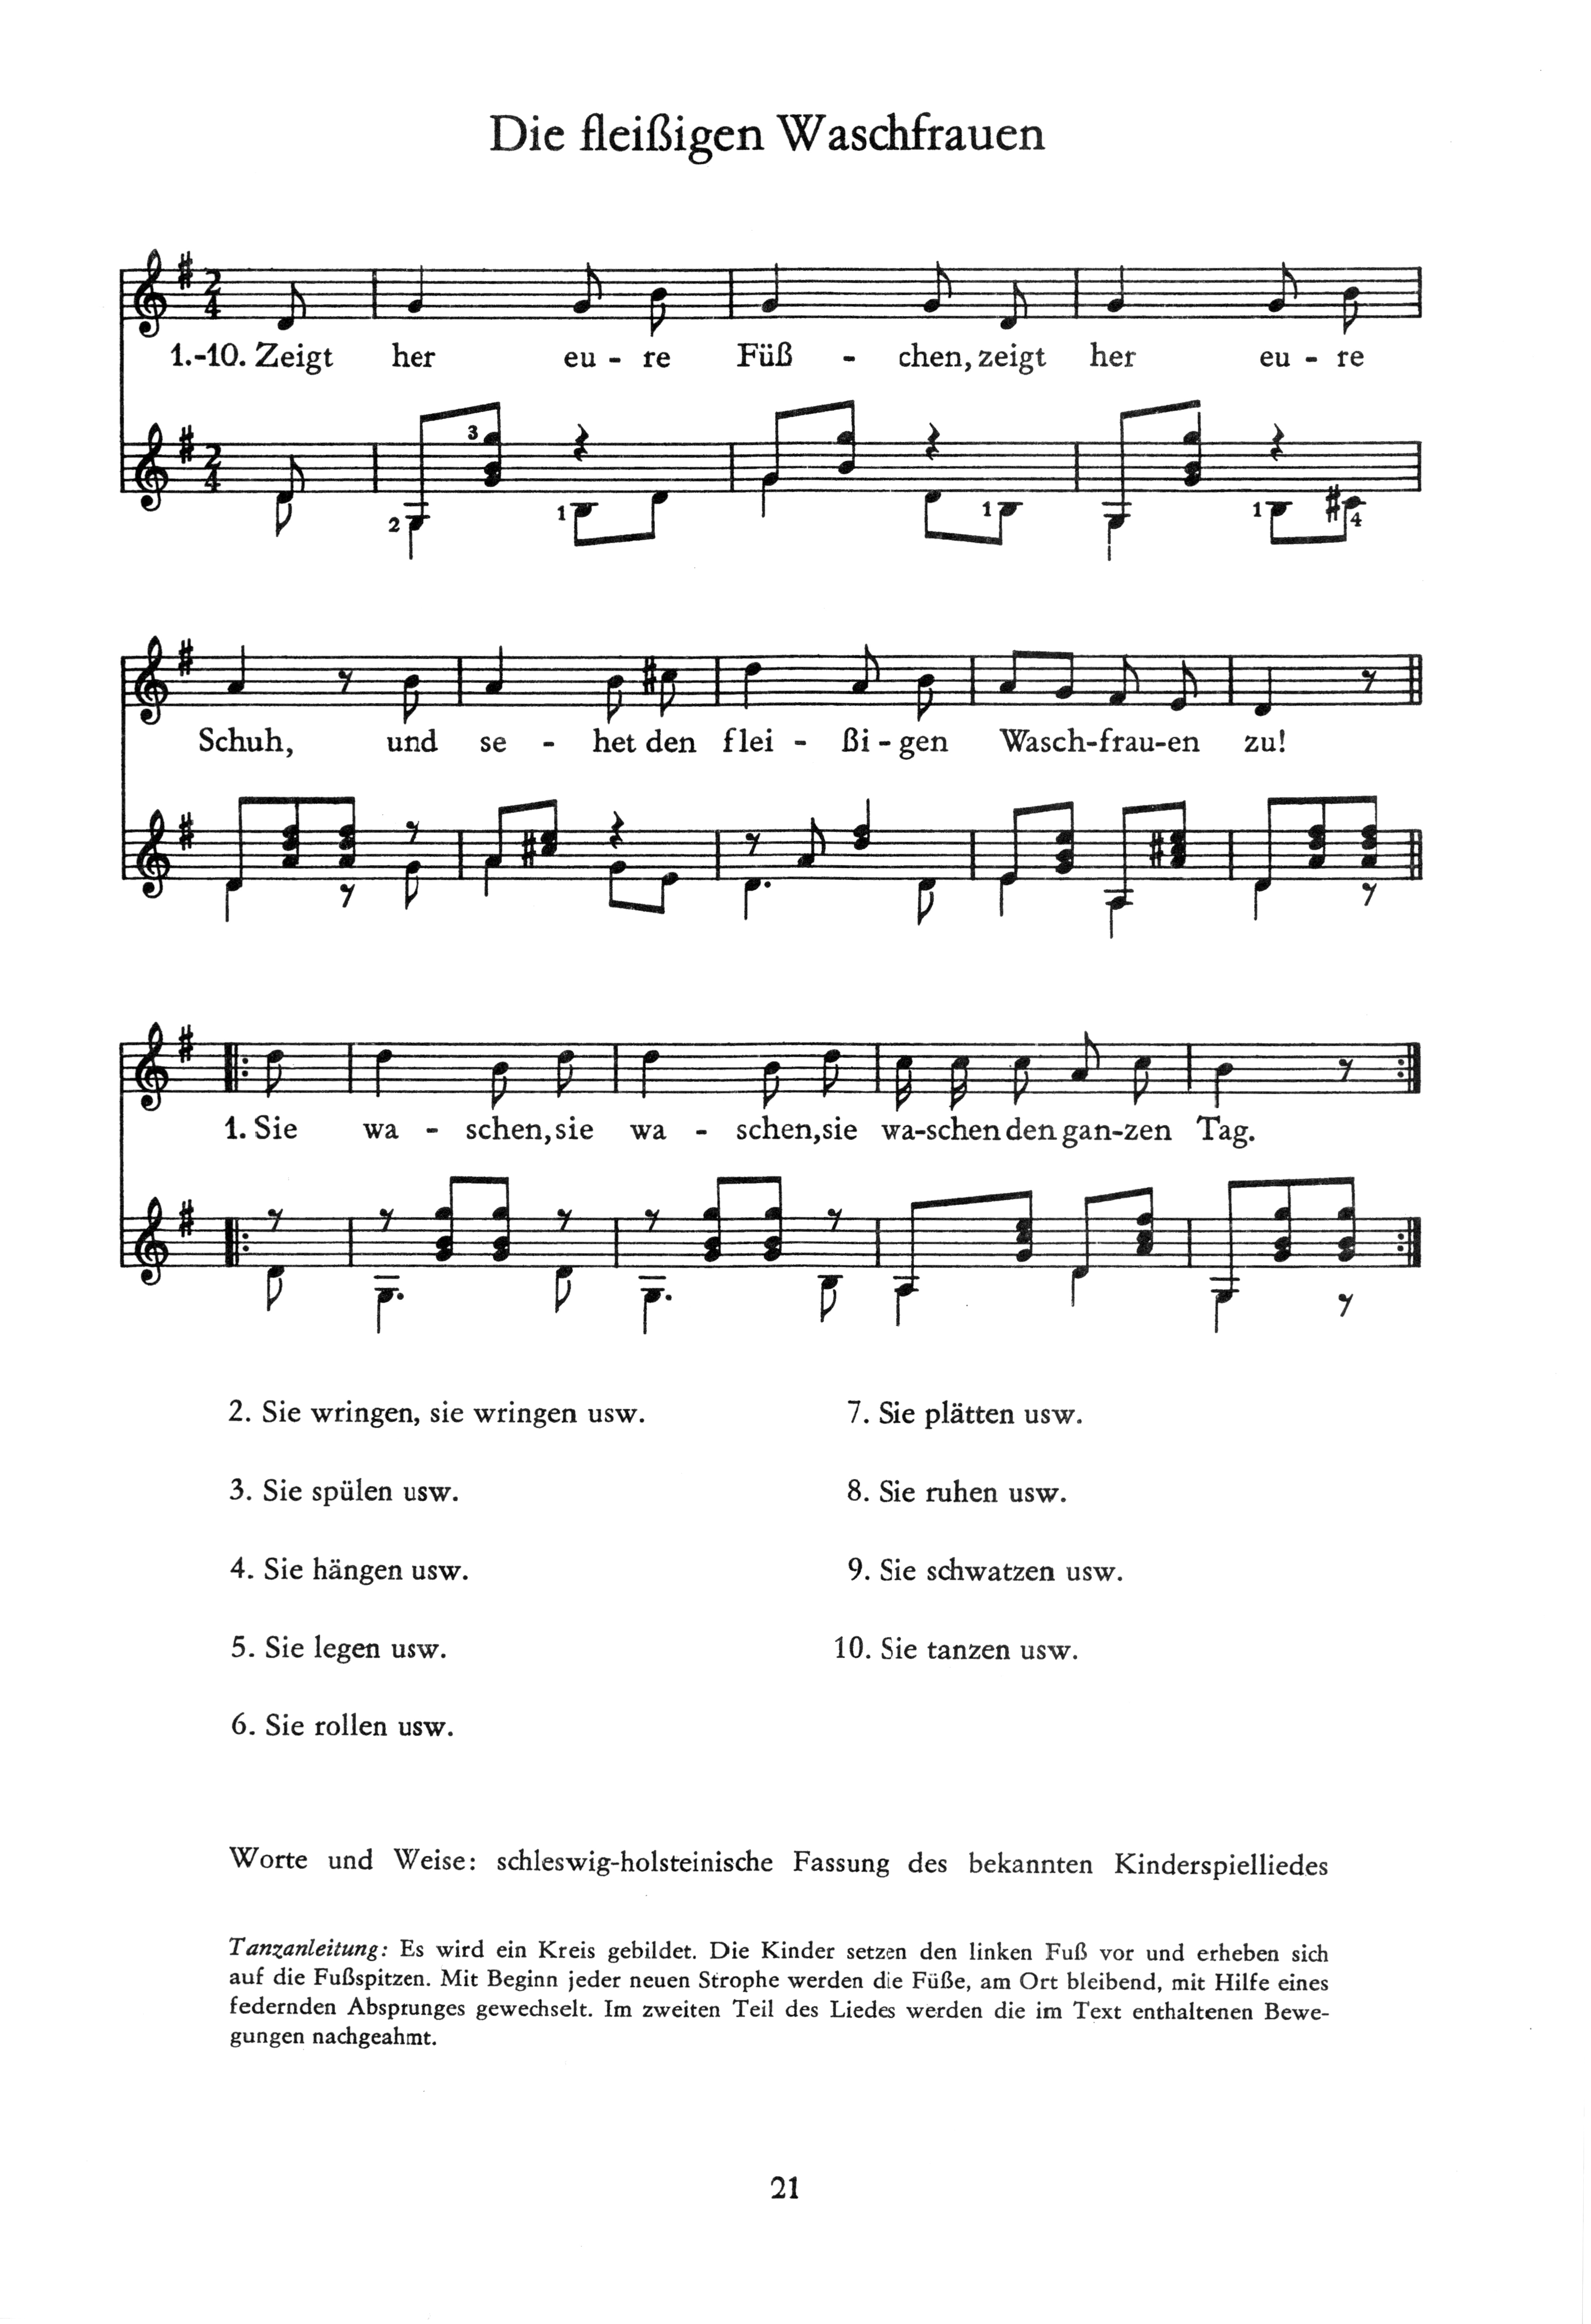 Die fleißigen Waschfrauen
1.-10. Zeigt her eu - re Füß - chen, zeigt her eu - re
3
2 1 1 1 4
Schuh, und se - het den flei - ßi - gen Wasch-frau-en zu!
1. Sie wa - schen, sie wa - schen, sie wa-schen den gan-zen Tag.
2. Sie wringen, sie wringen usw.
3. Sie spülen usw.
4. Sie hängen usw.
5. Sie legen usw.
6. Sie rollen usw.
7. Sie plätten usw.
8. Sie ruhen usw.
9. Sie schwatzen usw.
10. Sie tanzen usw.
Worte und Weise: schleswig-holsteinische Fassung des bekannten Kinderspielliedes
Tanzanleitung: Es wird ein Kreis gebildet. Die Kinder setzen den linken Fuß vor und erheben sich
auf die Fußspitzen. Mit Beginn jeder neuen Strophe werden die Füße, am Ort bleibend, mit Hilfe eines
federnden Absprunges gewechselt. Im zweiten Teil des Liedes werden die im Text enthaltenen Bewe-
gungen nachgeahmt.
21